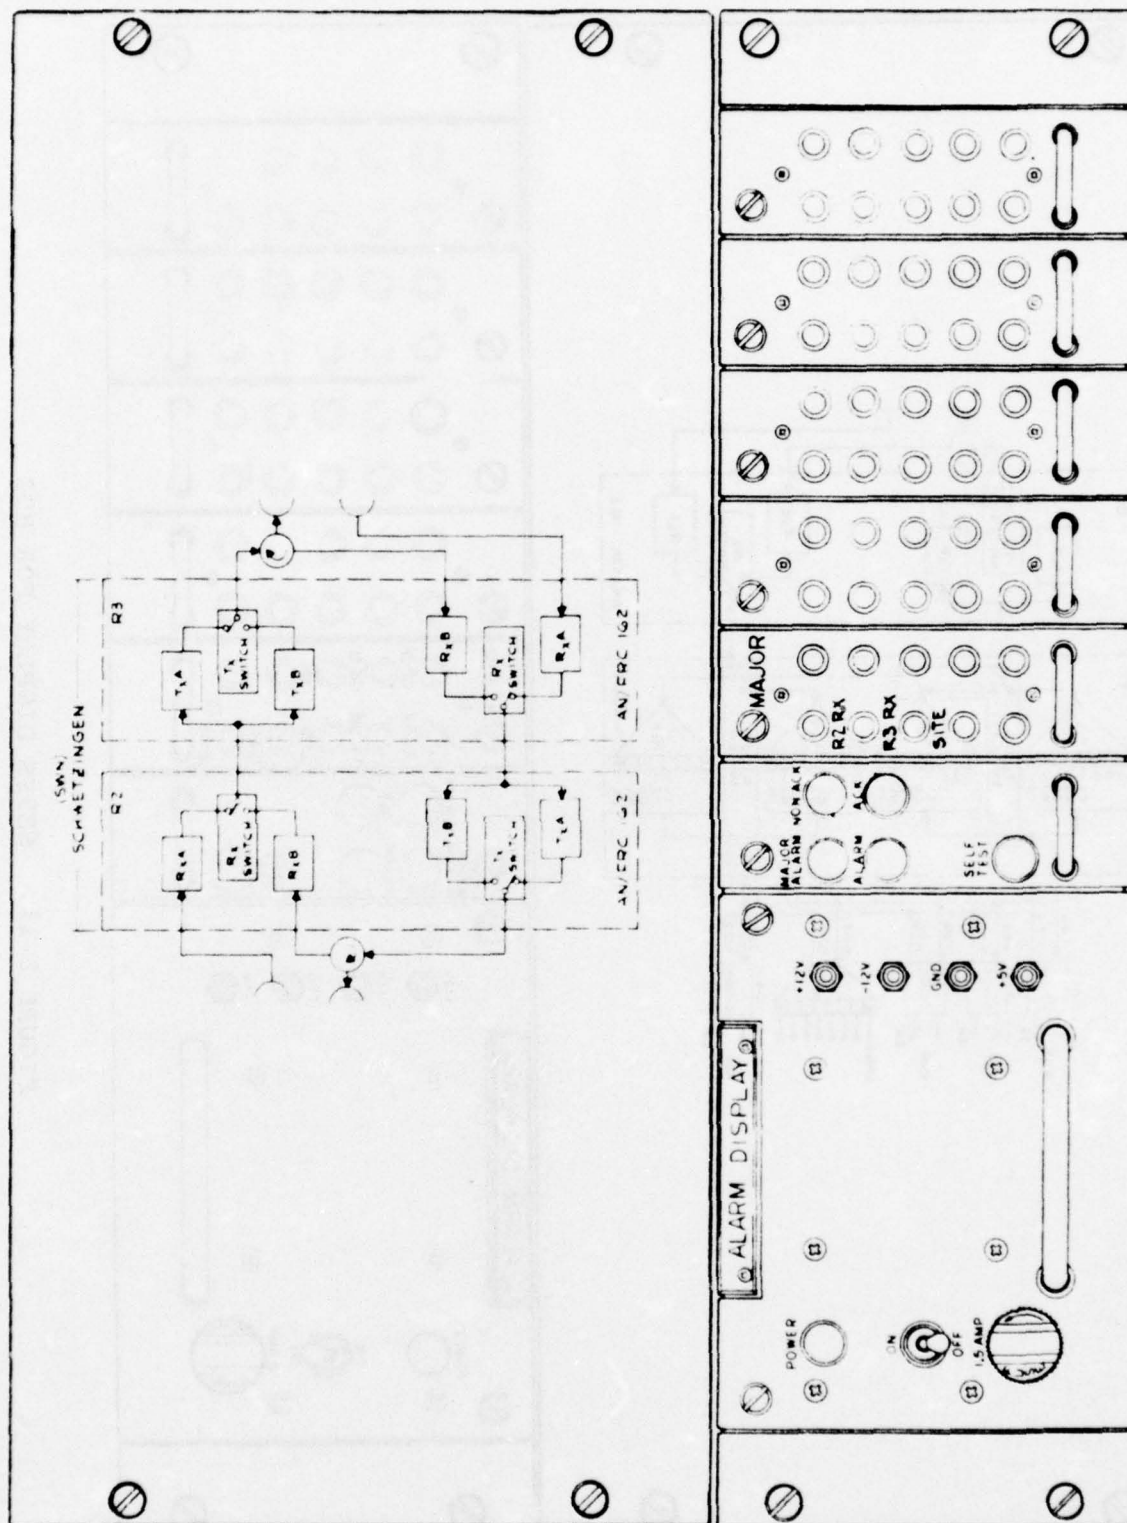 (SWN)
SCHAETZINGEN
R2
R3
RxA
Rx
SWITCH
RxB
TxB
Tx
SWITCH
TxA
AN/FRC 162
TxA
Tx
SWITCH
TxB
RxB
Rx
SWITCH
RxA
AN/FRC 162
ALARM DISPLAY
POWER
ON
OFF
1.5 AMP
+12V
-12V
GND
+5V
MAJOR
ALARM
NON ACK
ALARM
ACK
SELF
TEST
MAJOR
R2 RX
R3 RX
SITE